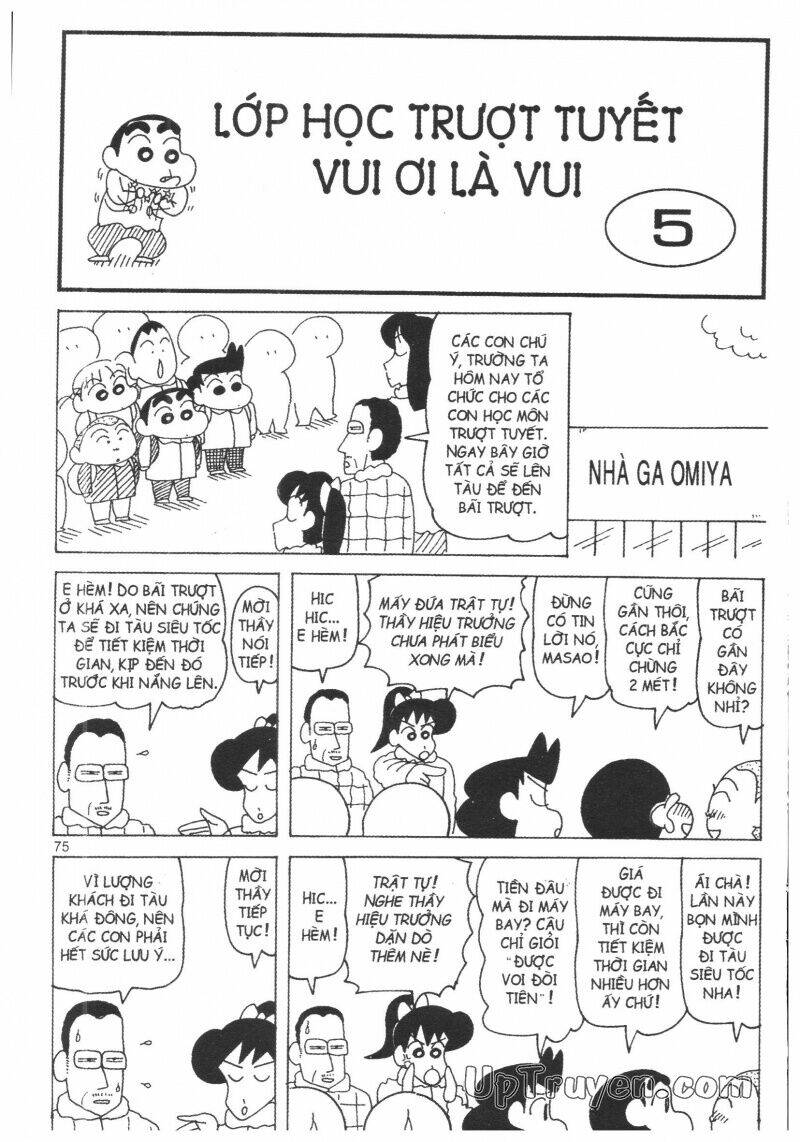 LỚP HỌC TRƯỢT TUYẾT
VUI ƠI LÀ VUI
5
NHÀ GA OMIYA
CÁC CON CHÚ
Ý, TRƯỜNG TA
HÔM NAY TỔ
CHỨC CHO CÁC
CON HỌC MÔN
TRƯỢT TUYẾT.
NGAY BÂY GIỜ
TẤT CẢ SẼ LÊN
TÀU ĐỂ ĐẾN
BÃI TRƯỢT.
BÃI
TRƯỢT
CÓ
GẦN ĐÂY
KHÔNG
NHỈ?
CŨNG
GẦN THÔI,
CÁCH BẮC
CỰC CHỈ
CHỪNG
2 MÉT!
ĐỪNG
CÓ TIN
LỜI NÓ,
MASAO!
MẤY ĐỨA TRẬT TỰ!
THẦY HIỆU TRƯỞNG
CHƯA PHÁT BIỂU
XONG MÀ!
HIC
HIC...
E HÈM!
MỜI
THẦY
NÓI
TIẾP!
E HÈM! DO BÃI TRƯỢT
Ở KHÁ XA, NÊN CHÚNG
TA SẼ ĐI TÀU SIÊU TỐC
ĐỂ TIẾT KIỆM THỜI
GIAN, KỊP ĐẾN ĐÓ
TRƯỚC KHI NẮNG LÊN.
75
ÁI CHÀ!
LẦN NÀY
BỌN MÌNH
ĐƯỢC
ĐI TÀU
SIÊU TỐC
NHA!
GIÁ
ĐƯỢC ĐI
MÁY BAY,
THÌ CÒN
TIẾT KIỆM
THỜI GIAN
NHIỀU HƠN
ẤY CHỨ!
TIỀN ĐÂU
MÀ ĐI MÁY
BAY? CẬU
CHỈ GIỎI
"ĐƯỢC
VOI ĐÒI
TIÊN"!
TRẬT TỰ!
NGHE THẦY
HIỆU TRƯỞNG
DẶN DÒ
THÊM NÈ!
HIC...
E
HÈM!
MỜI
THẦY
TIẾP
TỤC!
VÌ LƯỢNG
KHÁCH ĐI TÀU
KHÁ ĐÔNG, NÊN
CÁC CON PHẢI
HẾT SỨC LƯU Ý...
UpTruyen.com
UpTruyen.com